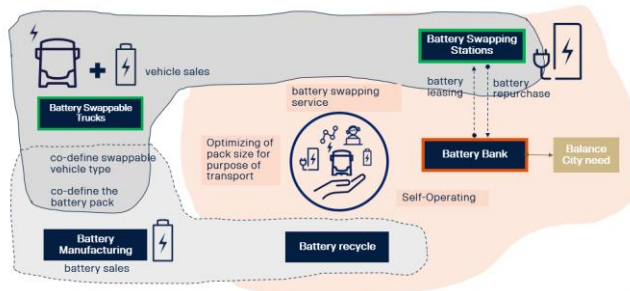 Battery Swapping
Stations
vehicle sales
battery
leasing
battery
repurchase
battery swapping
service
Battery Swappable
Trucks
Optimizing of
pack size for
purpose of
transport
Battery Bank
Balance
City need
co-define swappable
vehicle type
co-define the
battery pack
Self-Operating
Battery
Manufacturing
battery sales
Battery recycle